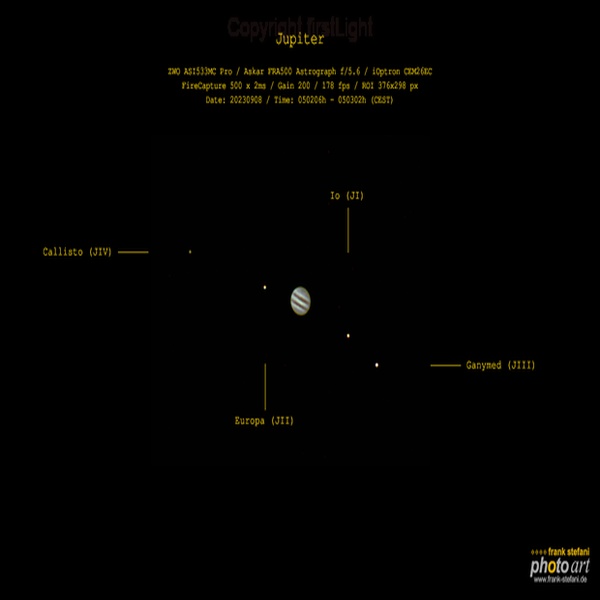 Copyright firstLight
Jupiter
ZWO ASI533MC Pro / Askar FRA500 Astrograph f/5.6 / iOptron CEM26EC
FireCapture 500 x 2ms / Gain 200 / 178 fps / ROI 376x298 px
Date: 20230908 / Time: 050206h - 050302h (CEST)
Io (JI)
Callisto (JIV)
Ganymed (JIII)
Europa (JII)
frank stefani
photo art
www.frank-stefani.de